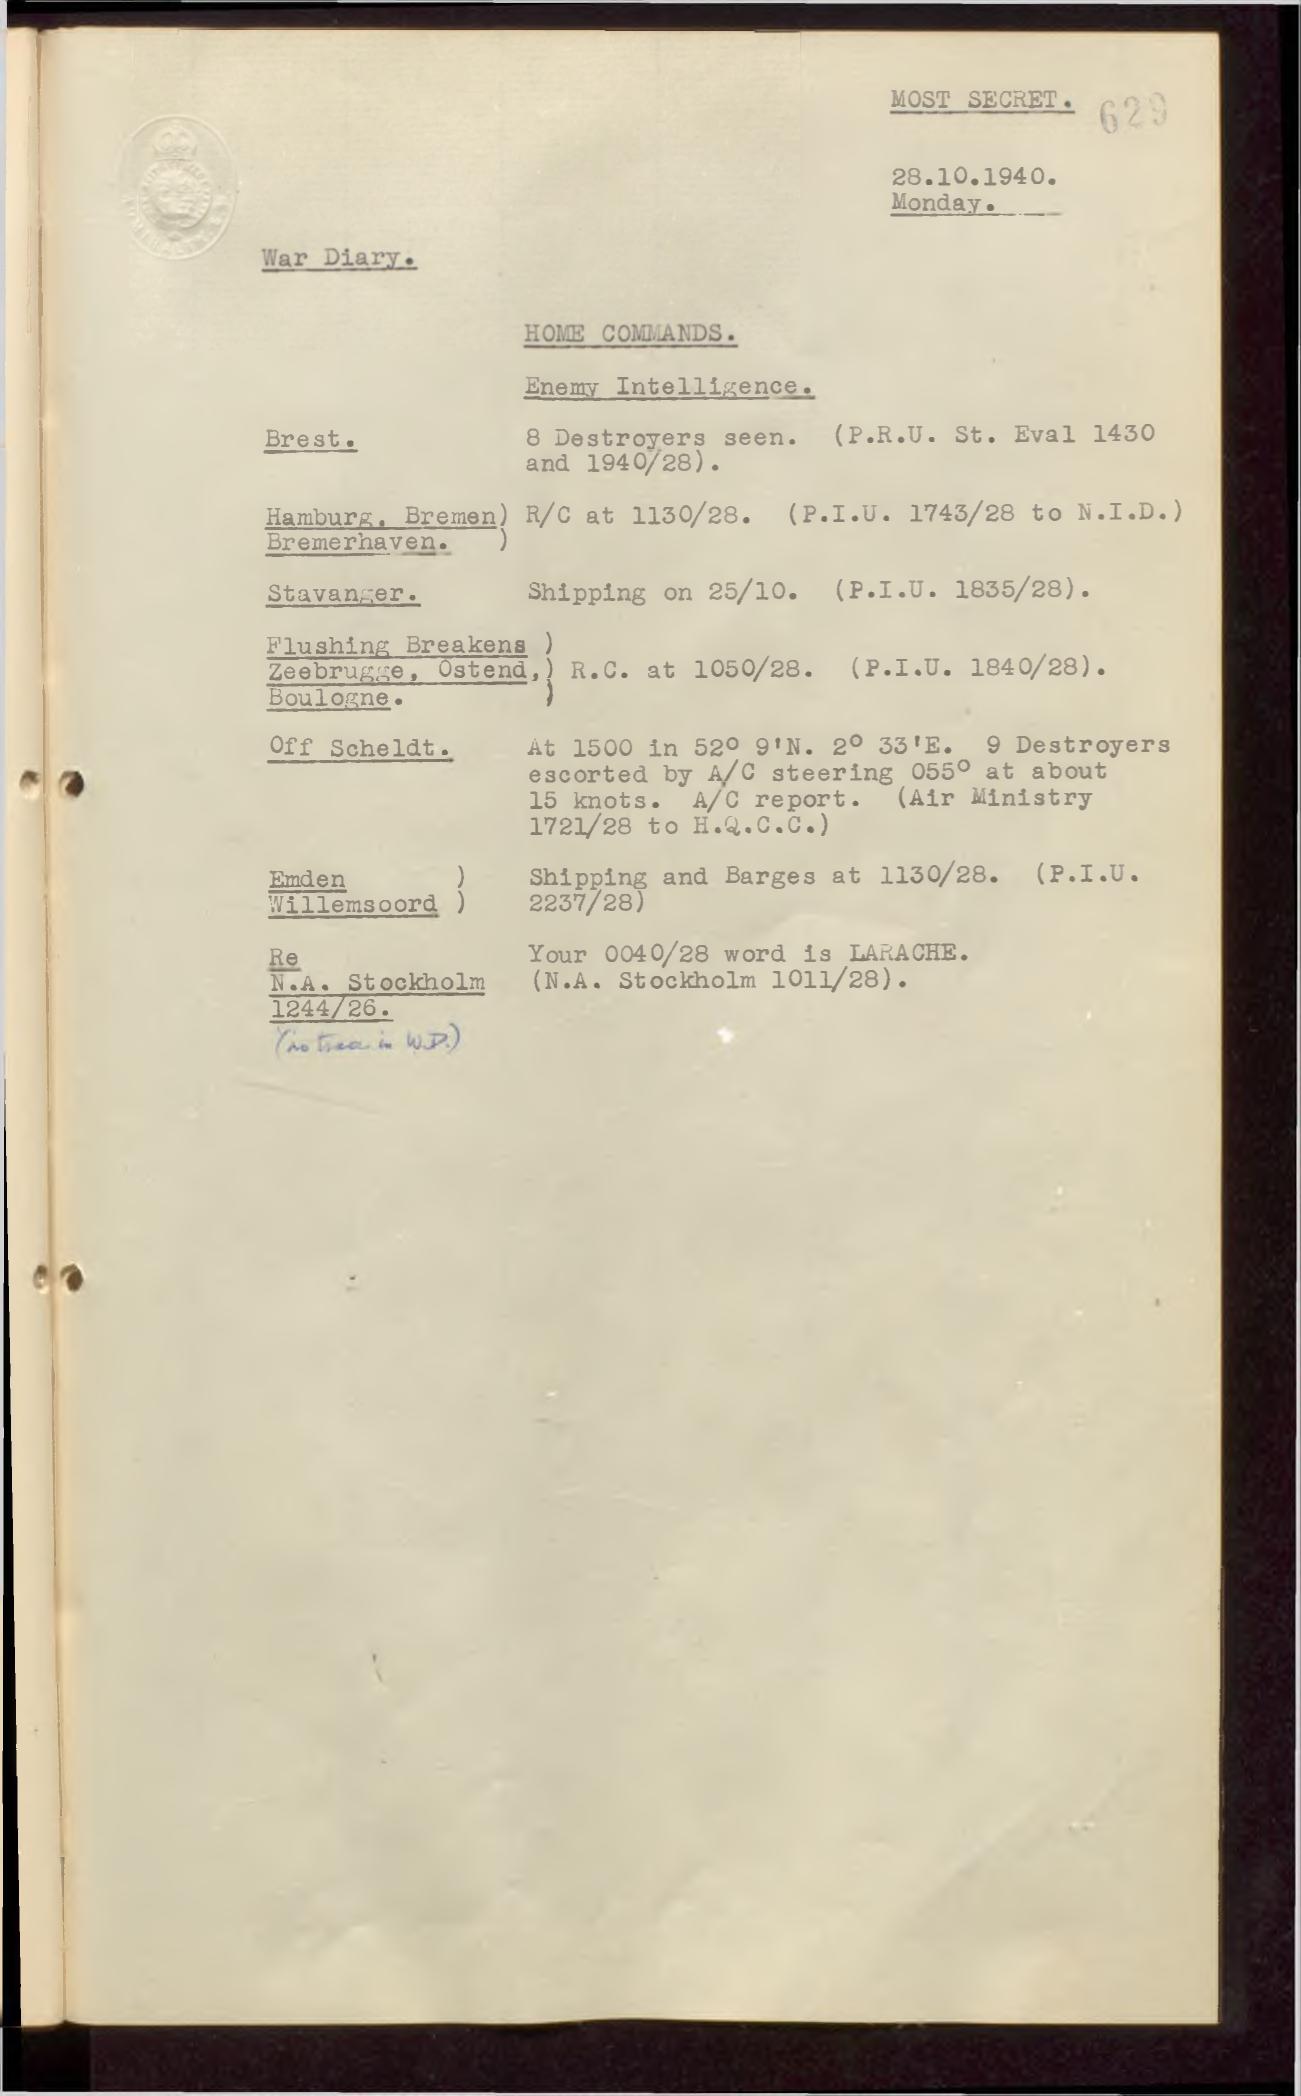 MOST SECRET. 629
28.10.1940.
Monday.
War Diary.
HOME COMMANDS.
Enemy Intelligence.
Brest. 8 Destroyers seen. (P.R.U. St. Eval 1430
and 1940/28).
Hamburg, Bremen) R/C at 1130/28. (P.I.U. 1743/28 to N.I.D.)
Bremerhaven. )
Stavanger. Shipping on 25/10. (P.I.U. 1835/28).
Flushing Breakens )
Zeebrugge, Ostend,) R.C. at 1050/28. (P.I.U. 1840/28).
Boulogne. )
Off Scheldt. At 1500 in 52° 9'N. 2° 33'E. 9 Destroyers
escorted by A/C steering 055° at about
15 knots. A/C report. (Air Ministry
1721/28 to H.Q.C.C.)
Emden ) Shipping and Barges at 1130/28. (P.I.U.
Willemsoord ) 2237/28)
Re Your 0040/28 word is LARACHE.
N.A. Stockholm (N.A. Stockholm 1011/28).
1244/26.
(no trace in W.D.)